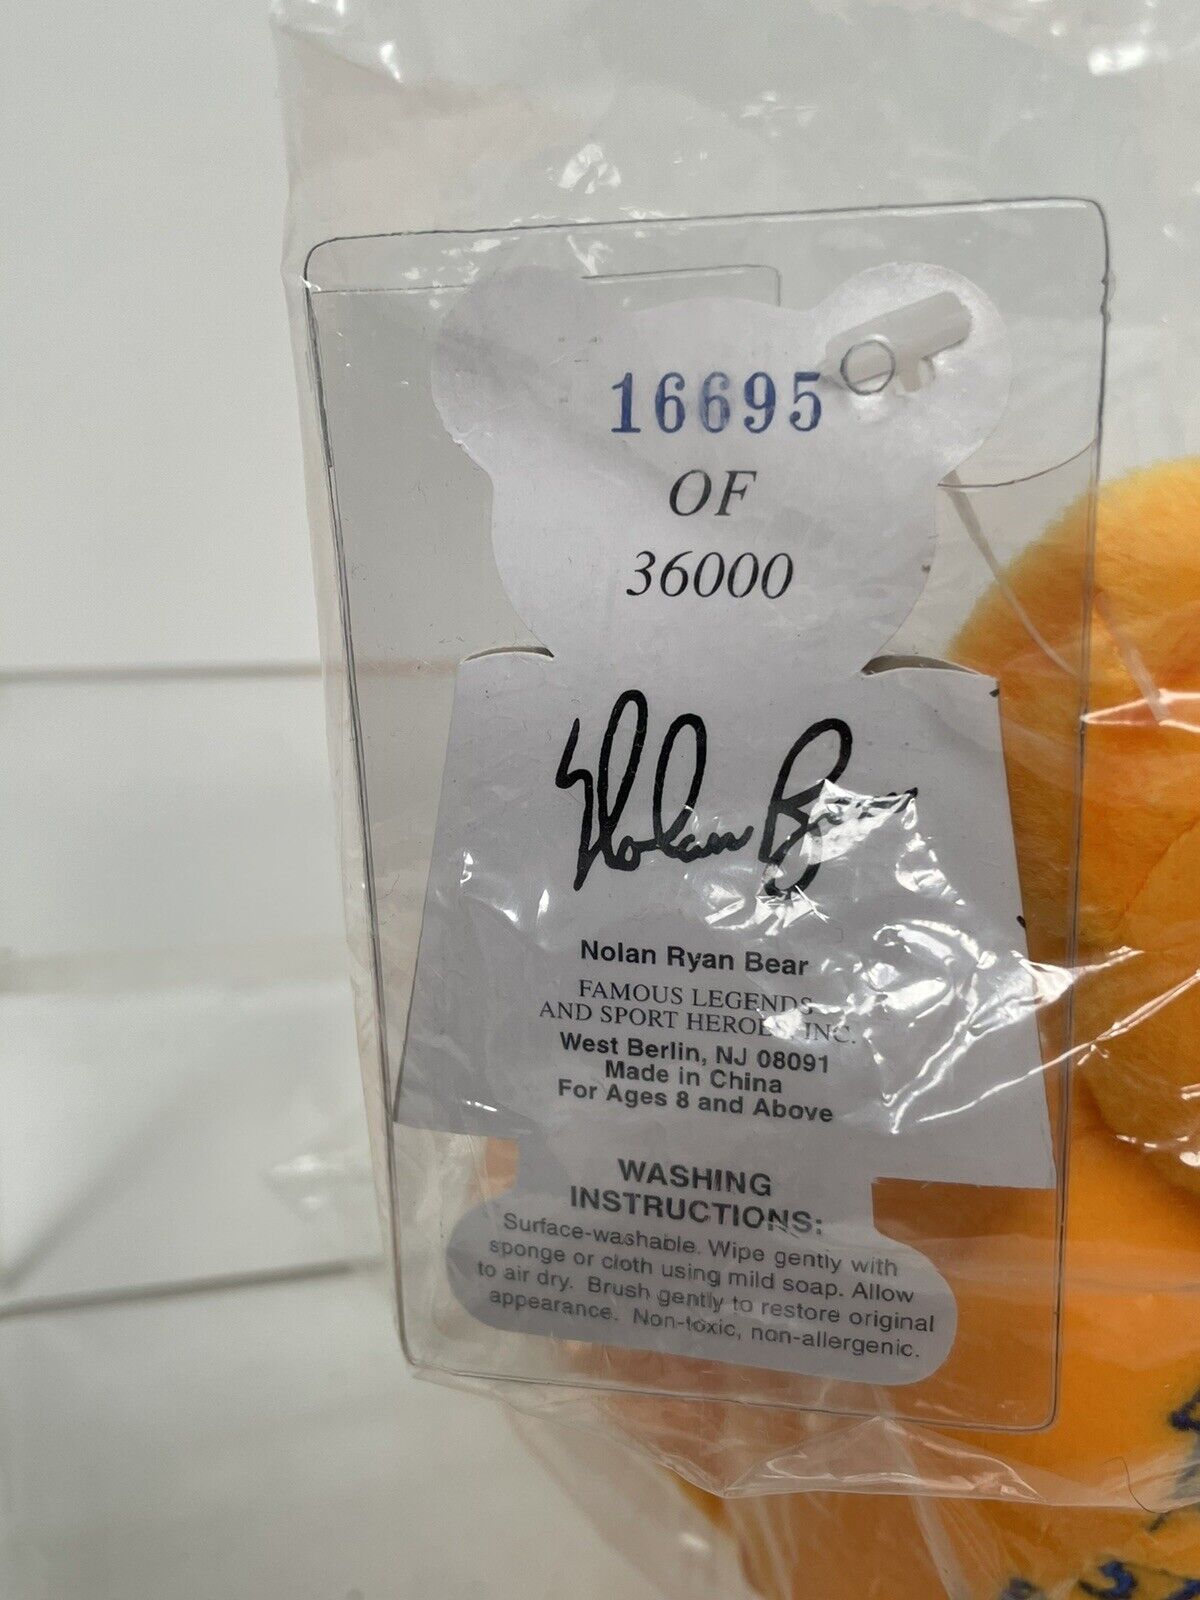 16695
OF
36000
Nolan Ryan
Nolan Ryan Bear
FAMOUS LEGENDS
AND SPORT HEROES, INC.
West Berlin, NJ 08091
Made in China
For Ages 8 and Above
WASHING
INSTRUCTIONS:
Surface-washable. Wipe gently with
sponge or cloth using mild soap. Allow
to air dry. Brush gently to restore original
appearance. Non-toxic, non-allergenic.